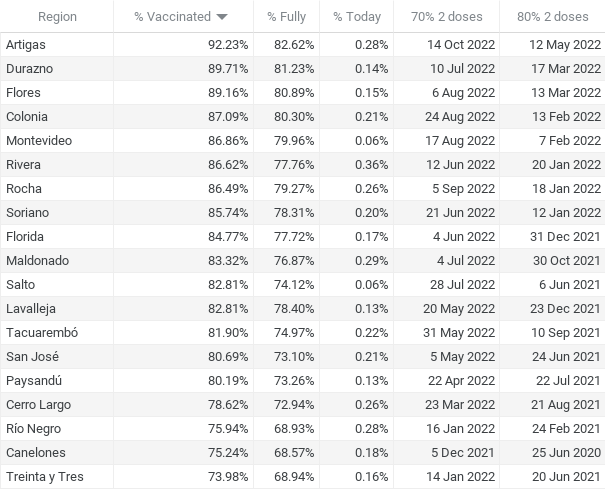 Region % Vaccinated % Fully % Today 70% 2 doses 80% 2 doses
Artigas 92.23% 82.62% 0.28% 14 Oct 2022 12 May 2022
Durazno 89.71% 81.23% 0.14% 10 Jul 2022 17 Mar 2022
Flores 89.16% 80.89% 0.15% 6 Aug 2022 13 Mar 2022
Colonia 87.09% 80.30% 0.21% 24 Aug 2022 13 Feb 2022
Montevideo 86.86% 79.96% 0.06% 17 Aug 2022 7 Feb 2022
Rivera 86.62% 77.76% 0.36% 12 Jun 2022 20 Jan 2022
Rocha 86.49% 79.27% 0.26% 5 Sep 2022 18 Jan 2022
Soriano 85.74% 78.31% 0.20% 21 Jun 2022 12 Jan 2022
Florida 84.77% 77.72% 0.17% 4 Jun 2022 31 Dec 2021
Maldonado 83.32% 76.87% 0.29% 4 Jul 2022 30 Oct 2021
Salto 82.81% 74.12% 0.06% 28 Jul 2022 6 Jun 2021
Lavalleja 82.81% 78.40% 0.13% 20 May 2022 23 Dec 2021
Tacuarembó 81.90% 74.97% 0.22% 31 May 2022 10 Sep 2021
San José 80.69% 73.10% 0.21% 5 May 2022 24 Jun 2021
Paysandú 80.19% 73.26% 0.13% 22 Apr 2022 22 Jul 2021
Cerro Largo 78.62% 72.94% 0.26% 23 Mar 2022 21 Aug 2021
Río Negro 75.94% 68.93% 0.28% 16 Jan 2022 24 Feb 2021
Canelones 75.24% 68.57% 0.18% 5 Dec 2021 25 Jun 2020
Treinta y Tres 73.98% 68.94% 0.16% 14 Jan 2022 20 Jun 2021